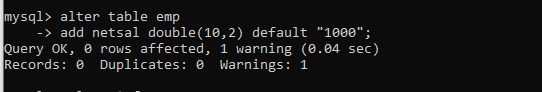 mysql> alter table emp
    -> add netsal double(10,2) default "1000";
Query OK, 0 rows affected, 1 warning (0.04 sec)
Records: 0  Duplicates: 0  Warnings: 1